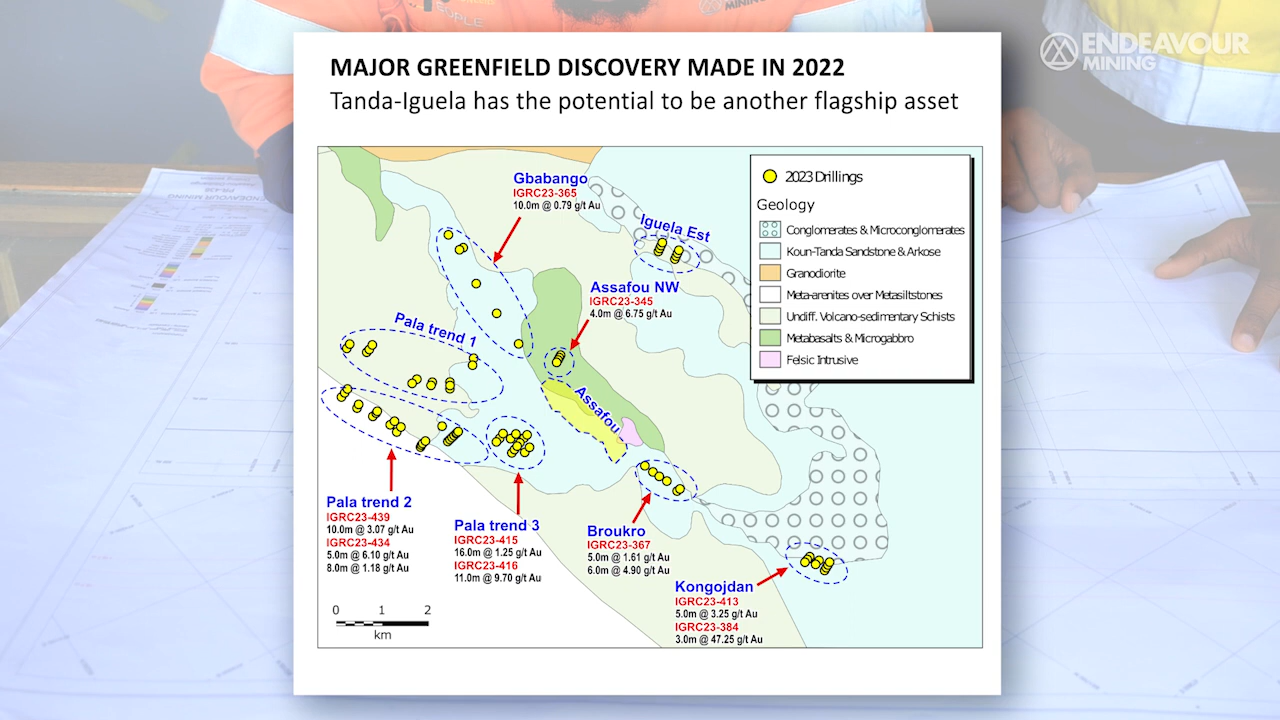 SUPLE
MINING
ENDEAVOUR
MINING
MAJOR GREENFIELD DISCOVERY MADE IN 2022
Tanda-Iguela has the potential to be another flagship asset
Gbabango
IGRC23-365
10.0m @ 0.79 g/t Au
Iguela Est
Assafou NW
IGRC23-345
4.0m @ 6.75 g/t Au
Pala trend 1
Assafou
Pala trend 2
IGRC23-439
10.0m @ 3.07 g/t Au
IGRC23-434
5.0m @ 6.10 g/t Au
8.0m @ 1.18 g/t Au
Pala trend 3
IGRC23-415
16.0m @ 1.25 g/t Au
IGRC23-416
11.0m @ 9.70 g/t Au
Broukro
IGRC23-367
5.0m @ 1.61 g/t Au
6.0m @ 4.90 g/t Au
Kongojdan
IGRC23-413
5.0m @ 3.25 g/t Au
IGRC23-384
3.0m @ 47.25 g/t Au
2023 Drillings
Geology
Conglomerates & Microconglomerates
Koun-Tanda Sandstone & Arkose
Granodiorite
Meta-arenites over Metasiltstones
Undiff. Volcano-sedimentary Schists
Metabasalts & Microgabbro
Felsic Intrusive
0 1 2
km